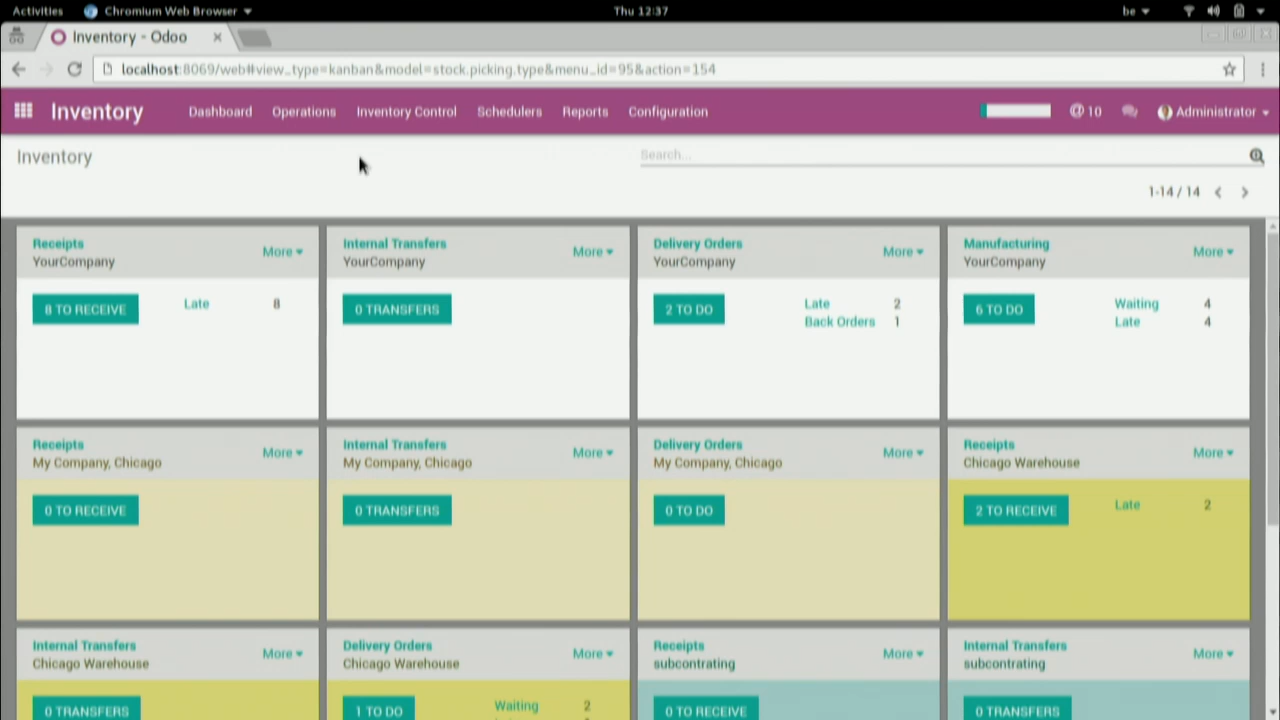 Activities Chromium Web Browser Thu 12:37 be
Inventory - Odoo
localhost:8069/web#view_type=kanban&model=stock.picking.type&menu_id=95&action=154
Inventory Dashboard Operations Inventory Control Schedulers Reports Configuration @ 10 Administrator
Inventory Search...
1-14 / 14
Receipts More Internal Transfers More Delivery Orders More Manufacturing More
YourCompany YourCompany YourCompany YourCompany
8 TO RECEIVE Late 8 0 TRANSFERS 2 TO DO Late 2 6 TO DO Waiting 4
Back Orders 1 Late 4
Receipts More Internal Transfers More Delivery Orders More Receipts More
My Company, Chicago My Company, Chicago My Company, Chicago Chicago Warehouse
0 TO RECEIVE 0 TRANSFERS 0 TO DO 2 TO RECEIVE Late 2
Internal Transfers More Delivery Orders More Receipts More Internal Transfers More
Chicago Warehouse Chicago Warehouse subcontrating subcontrating
0 TRANSFERS 1 TO DO Waiting 2 0 TO RECEIVE 0 TRANSFERS